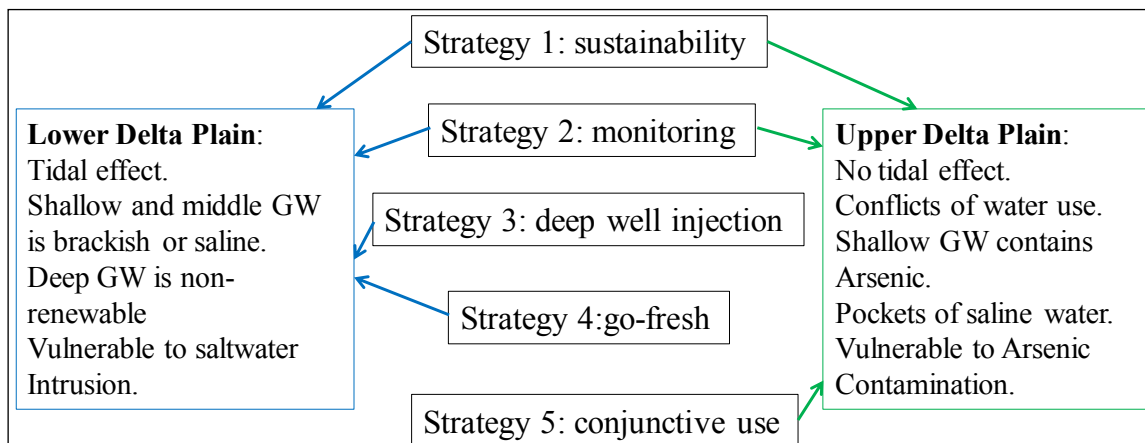 Strategy 1: sustainability
Lower Delta Plain:
Tidal effect.
Shallow and middle GW
is brackish or saline.
Deep GW is non-
renewable
Vulnerable to saltwater
Intrusion.
Strategy 2: monitoring
Strategy 3: deep well injection
Strategy 4:go-fresh
Strategy 5: conjunctive use
Upper Delta Plain:
No tidal effect.
Conflicts of water use.
Shallow GW contains
Arsenic.
Pockets of saline water.
Vulnerable to Arsenic
Contamination.